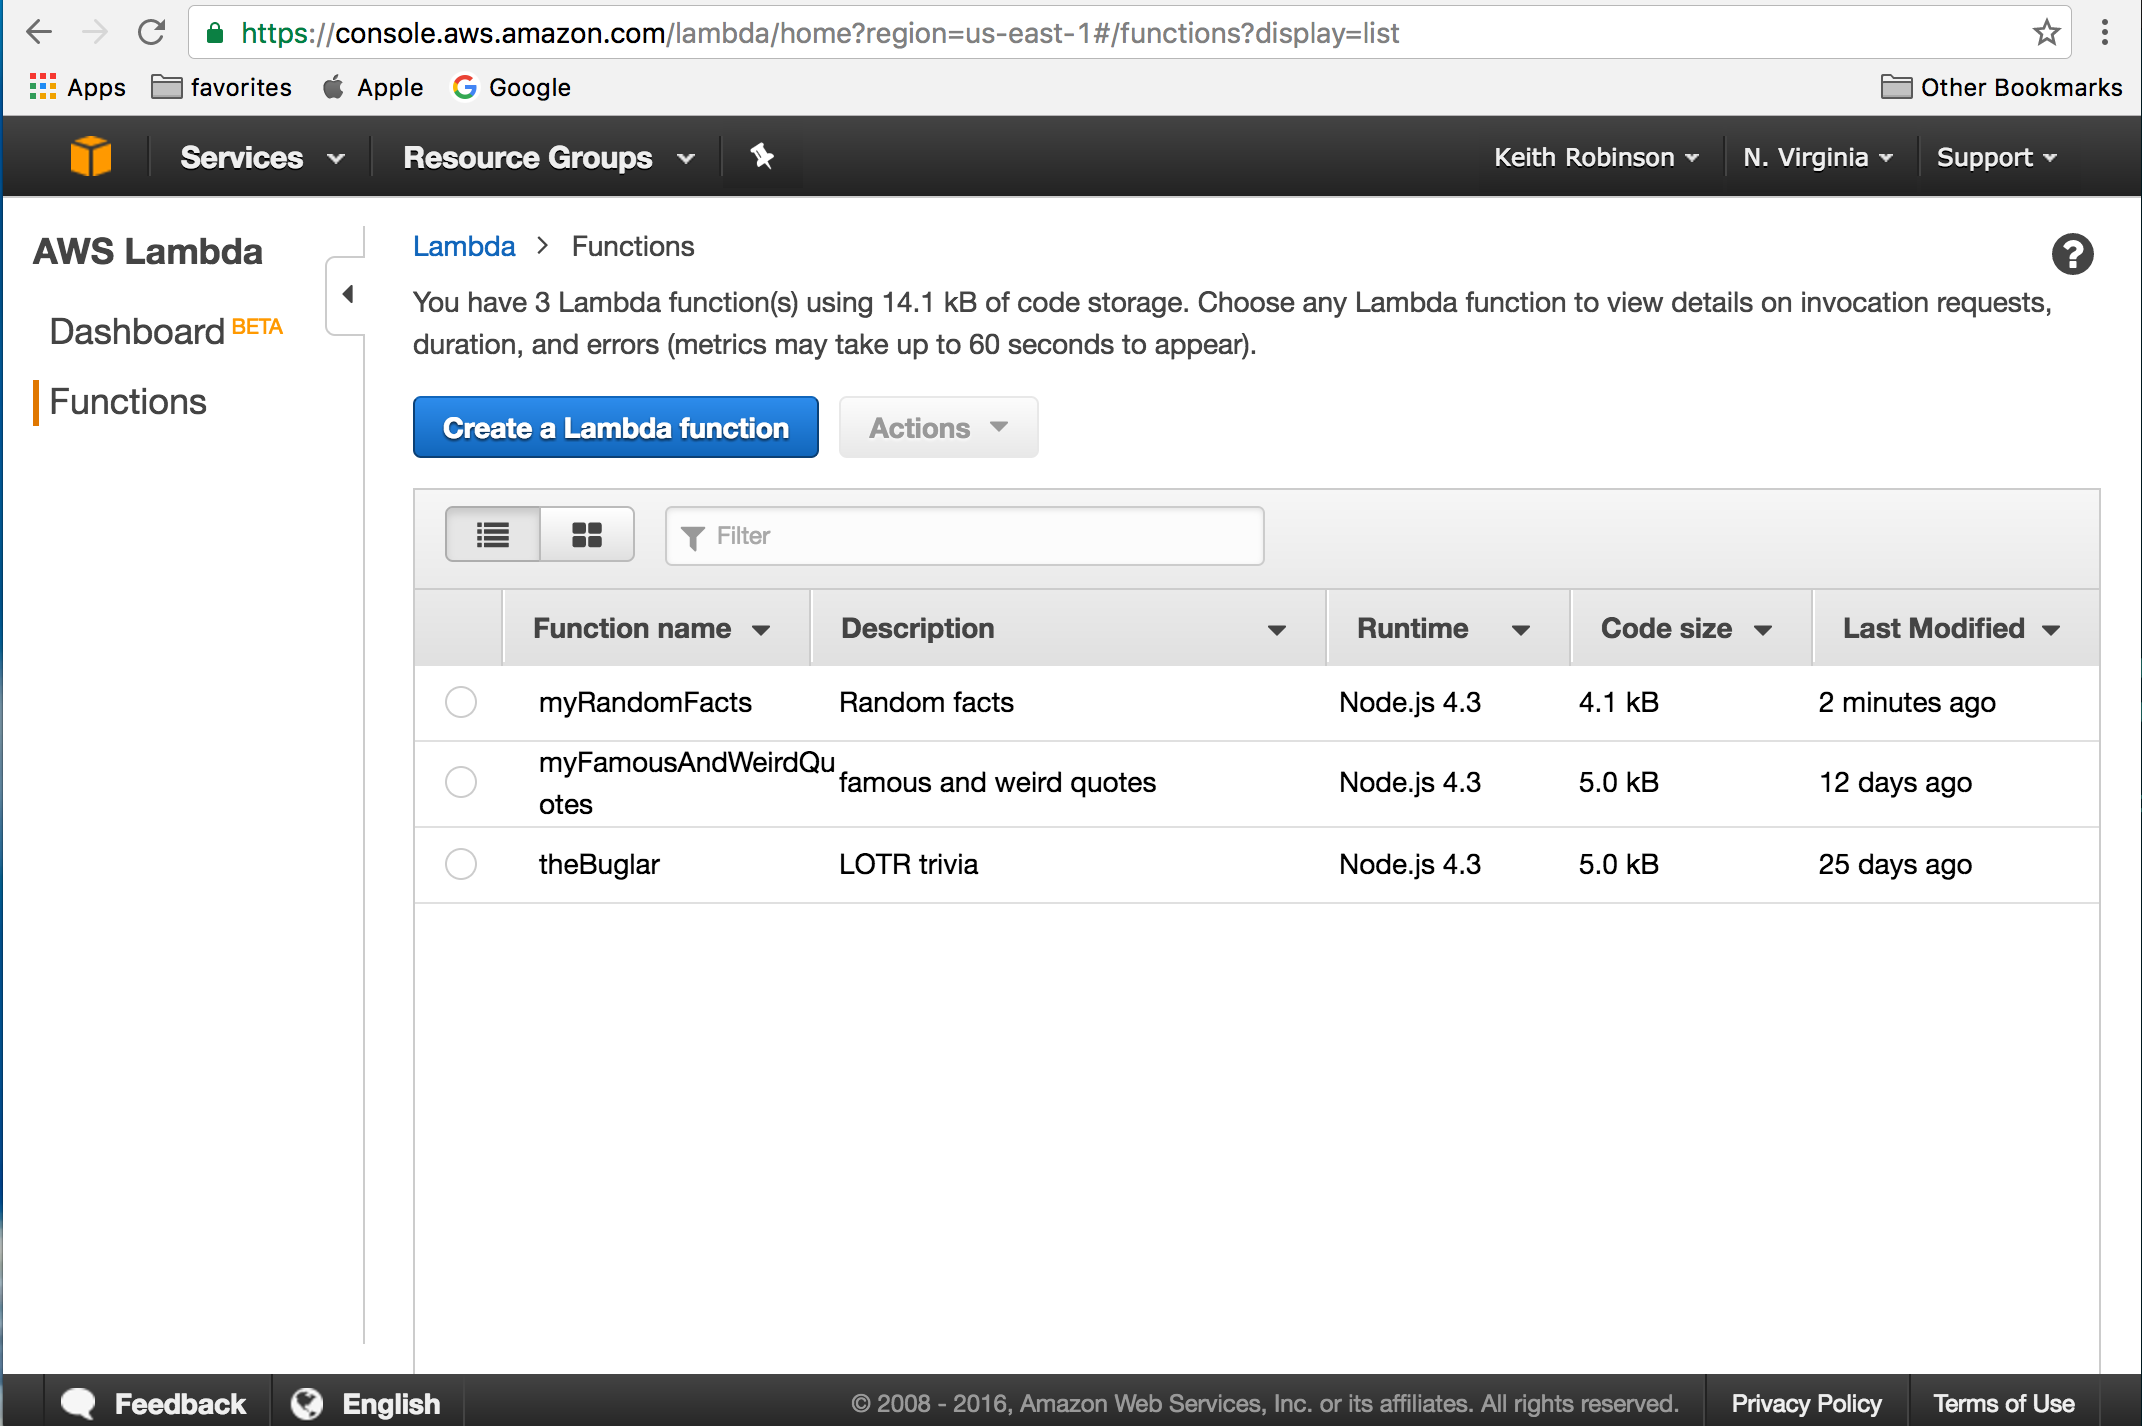 https://console.aws.amazon.com/lambda/home?region=us-east-1#/functions?display=list
Apps favorites Apple Google Other Bookmarks
Services Resource Groups Keith Robinson N. Virginia Support
AWS Lambda
Dashboard BETA
Functions
Lambda > Functions
You have 3 Lambda function(s) using 14.1 kB of code storage. Choose any Lambda function to view details on invocation requests,
duration, and errors (metrics may take up to 60 seconds to appear).
Create a Lambda function Actions
Filter
Function name Description Runtime Code size Last Modified
myRandomFacts Random facts Node.js 4.3 4.1 kB 2 minutes ago
myFamousAndWeirdQu
otes famous and weird quotes Node.js 4.3 5.0 kB 12 days ago
theBuglar LOTR trivia Node.js 4.3 5.0 kB 25 days ago
Feedback English © 2008 - 2016, Amazon Web Services, Inc. or its affiliates. All rights reserved. Privacy Policy Terms of Use